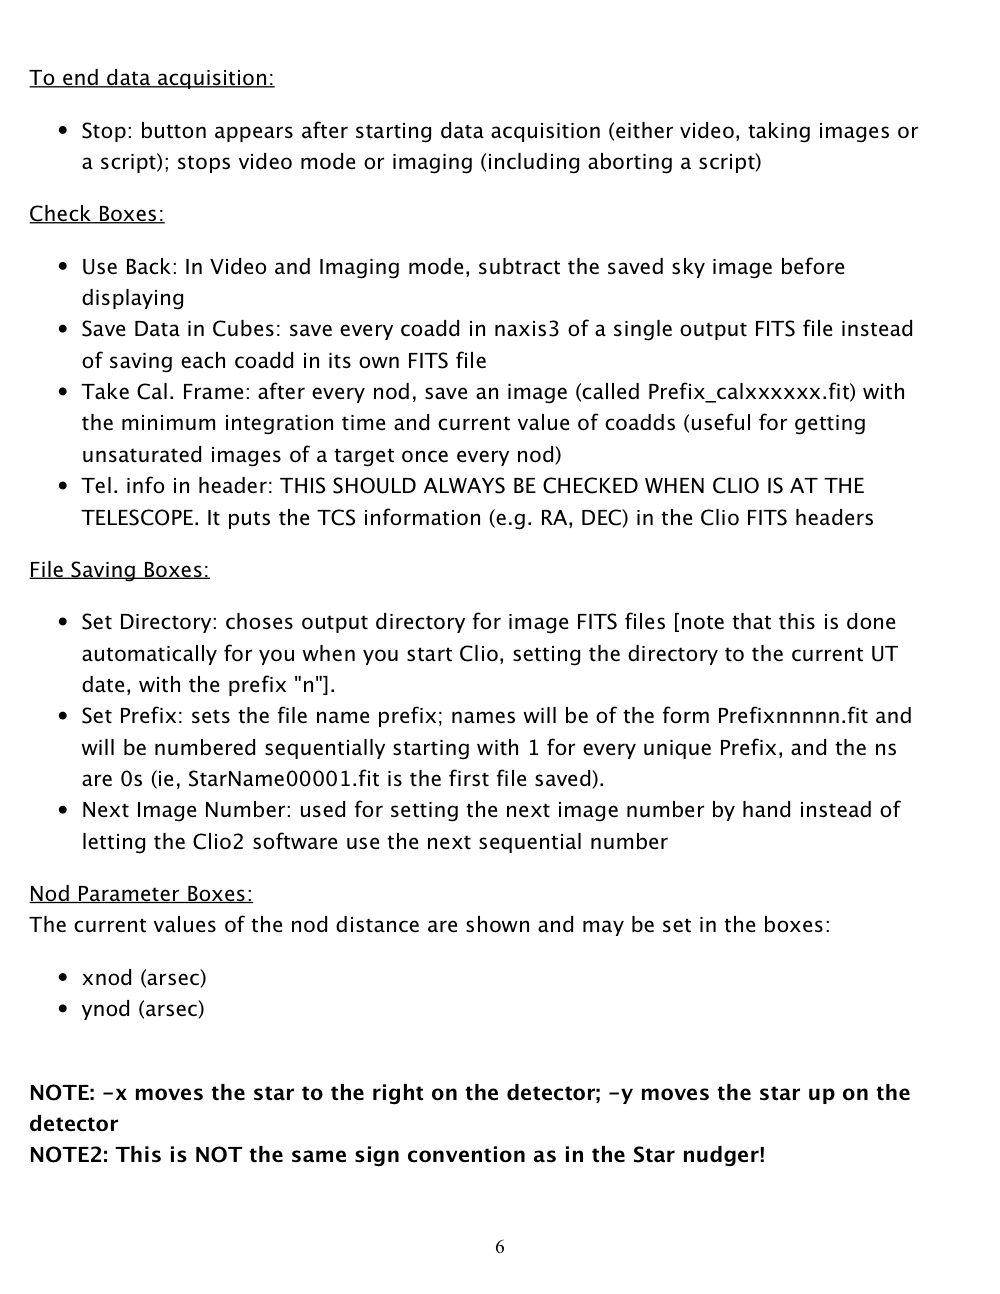 To end data acquisition:
• Stop: button appears after starting data acquisition (either video, taking images or
a script); stops video mode or imaging (including aborting a script)
Check Boxes:
• Use Back: In Video and Imaging mode, subtract the saved sky image before
displaying
• Save Data in Cubes: save every coadd in naxis3 of a single output FITS file instead
of saving each coadd in its own FITS file
• Take Cal. Frame: after every nod, save an image (called Prefix_calxxxxxx.fit) with
the minimum integration time and current value of coadds (useful for getting
unsaturated images of a target once every nod)
• Tel. info in header: THIS SHOULD ALWAYS BE CHECKED WHEN CLIO IS AT THE
TELESCOPE. It puts the TCS information (e.g. RA, DEC) in the Clio FITS headers
File Saving Boxes:
• Set Directory: choses output directory for image FITS files [note that this is done
automatically for you when you start Clio, setting the directory to the current UT
date, with the prefix "n"].
• Set Prefix: sets the file name prefix; names will be of the form Prefixnnnnn.fit and
will be numbered sequentially starting with 1 for every unique Prefix, and the ns
are 0s (ie, StarName00001.fit is the first file saved).
• Next Image Number: used for setting the next image number by hand instead of
letting the Clio2 software use the next sequential number
Nod Parameter Boxes:
The current values of the nod distance are shown and may be set in the boxes:
• xnod (arsec)
• ynod (arsec)
NOTE: -x moves the star to the right on the detector; -y moves the star up on the
detector
NOTE2: This is NOT the same sign convention as in the Star nudger!
6